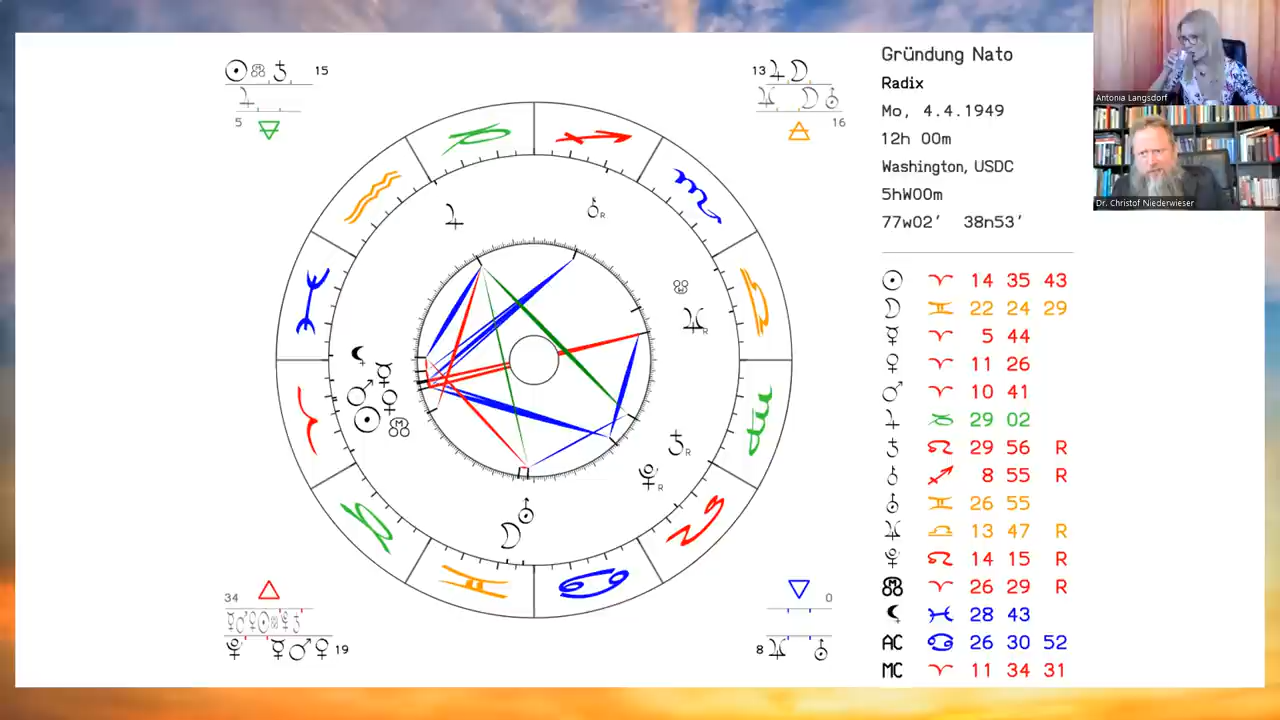 Gründung Nato
Radix
Mo, 4.4.1949
12h 00m
Washington, USDC
5hW00m
77w02' 38n53'
☉ ♈ 14 35 43
☽ ♊ 22 24 29
☿ ♈ 5 44
♀ ♈ 11 26
♂ ♈ 10 41
♃ ♑ 29 02
♄ ♌ 29 56 R
⚷ ♐ 8 55 R
⛢ ♊ 26 55
♆ ♎ 13 47 R
♇ ♌ 14 15 R
☊ ♈ 26 29 R
⚸ ♓ 28 43
AC ♋ 26 30 52
MC ♈ 11 34 31
15
5
13
16
34
19
0
8
R
R
R
R
Antonia Langsdorf
Dr. Christof Niederwieser